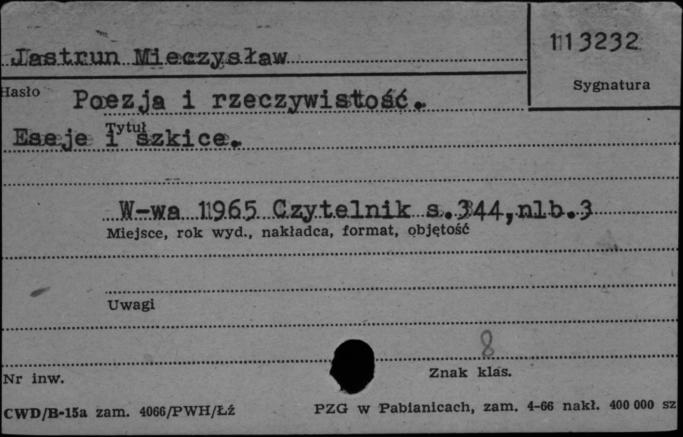 Jastrun Mieczysław
113232
Sygnatura
Hasło
Poezja i rzeczywistość.
Tytuł
Eseje i szkice.
W-wa 1965 Czytelnik s.344,nlb.3
Miejsce, rok wyd., nakładca, format, objętość
Uwagi
8
Nr inw.
Znak klas.
CWD/B-15a zam. 4066/PWH/Łź
PZG w Pabianicach, zam. 4-66 nakł. 400 000 sz